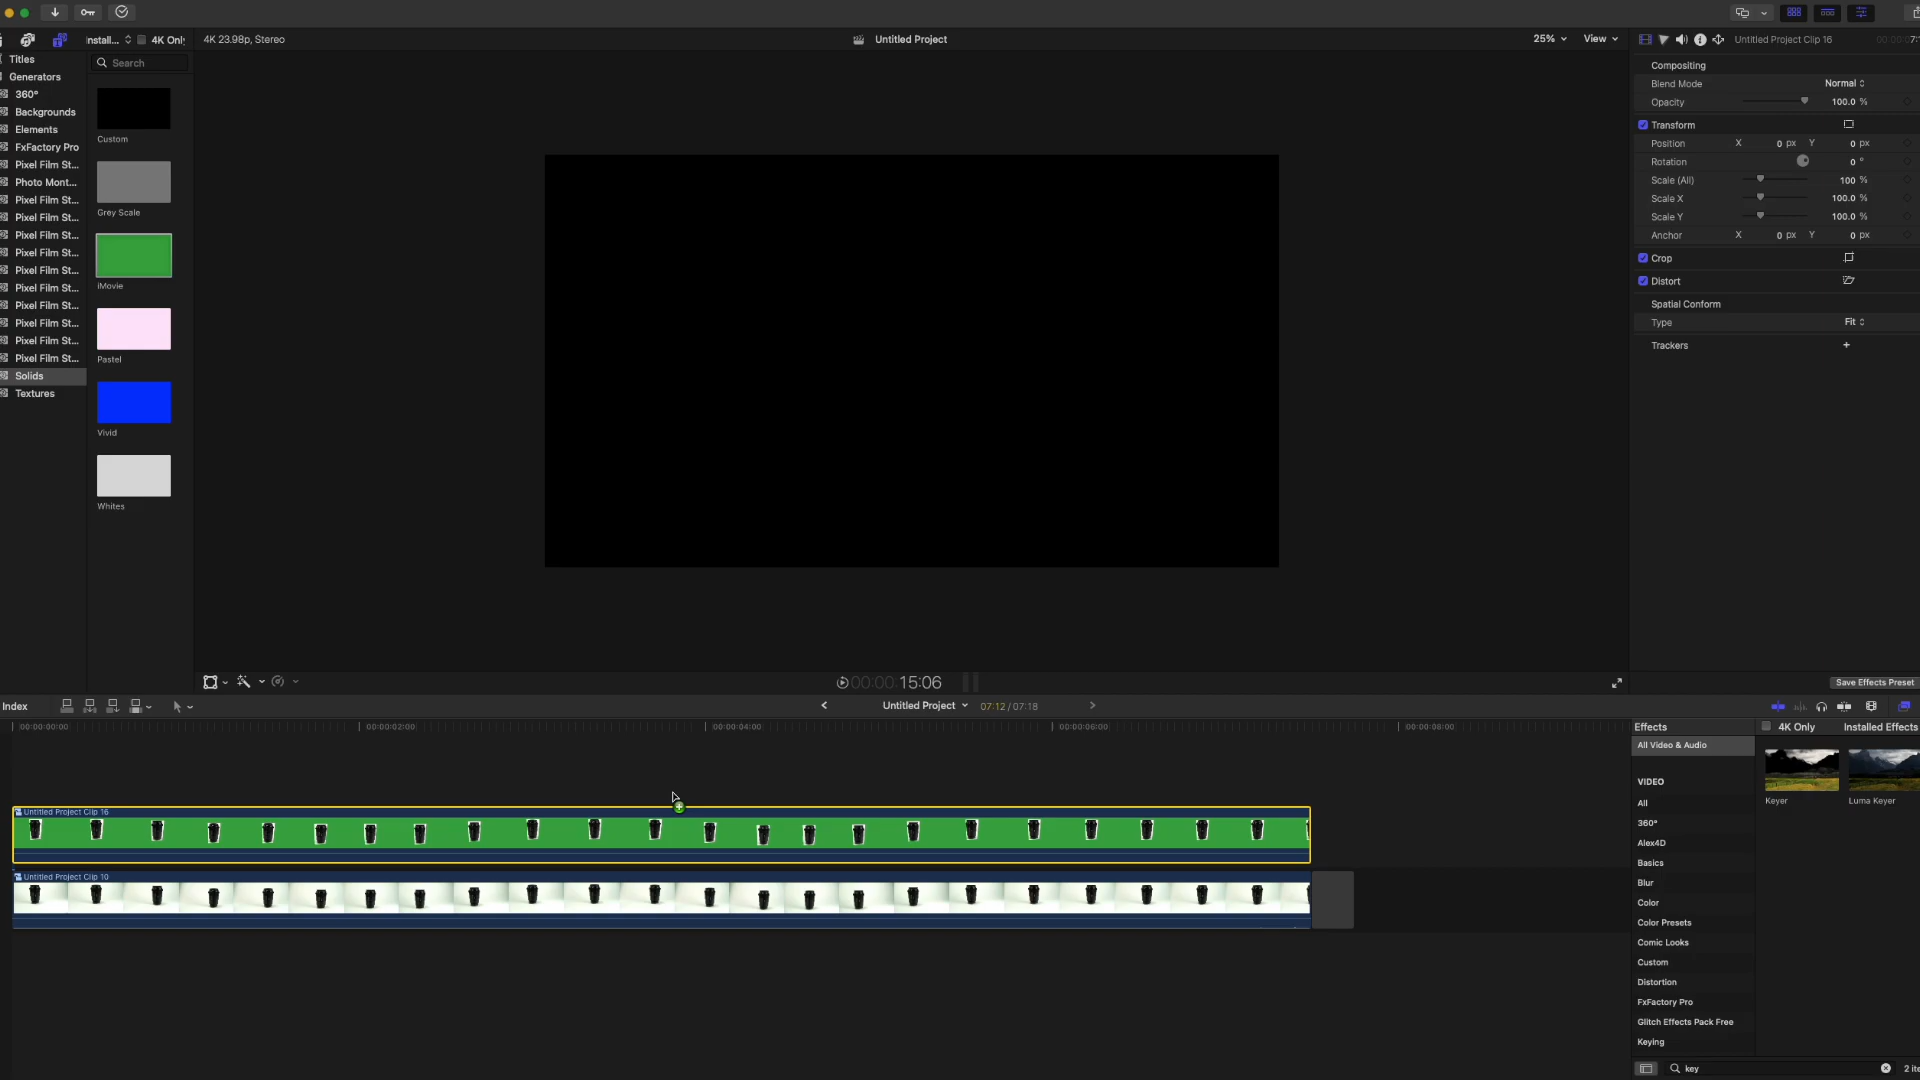 Install...
4K Only
4K 23.98p, Stereo
Untitled Project
25%
View
Untitled Project Clip 16
Titles
Generators
360°
Backgrounds
Elements
FxFactory Pro
Pixel Film St...
Photo Mont...
Pixel Film St...
Pixel Film St...
Pixel Film St...
Pixel Film St...
Pixel Film St...
Pixel Film St...
Pixel Film St...
Pixel Film St...
Pixel Film St...
Pixel Film St...
Solids
Textures
Search
Custom
Grey Scale
iMovie
Pastel
Vivid
Whites
Compositing
Blend Mode Normal
Opacity 100.0 %
Transform
Position X 0 px Y 0 px
Rotation 0 °
Scale (All) 100 %
Scale X 100.0 %
Scale Y 100.0 %
Anchor X 0 px Y 0 px
Crop
Distort
Spatial Conform
Type Fit
Trackers +
00:00:00:15:06
Save Effects Preset
Index
Untitled Project
07:12 / 07:18
00:00:00:00
00:00:02:00
00:00:04:00
00:00:06:00
00:00:08:00
Untitled Project Clip 16
Untitled Project Clip 10
Effects
4K Only
Installed Effects
All Video & Audio
VIDEO
All
360°
Alex4D
Basics
Blur
Color
Color Presets
Comic Looks
Custom
Distortion
FxFactory Pro
Glitch Effects Pack Free
Keying
Keyer
Luma Keyer
key